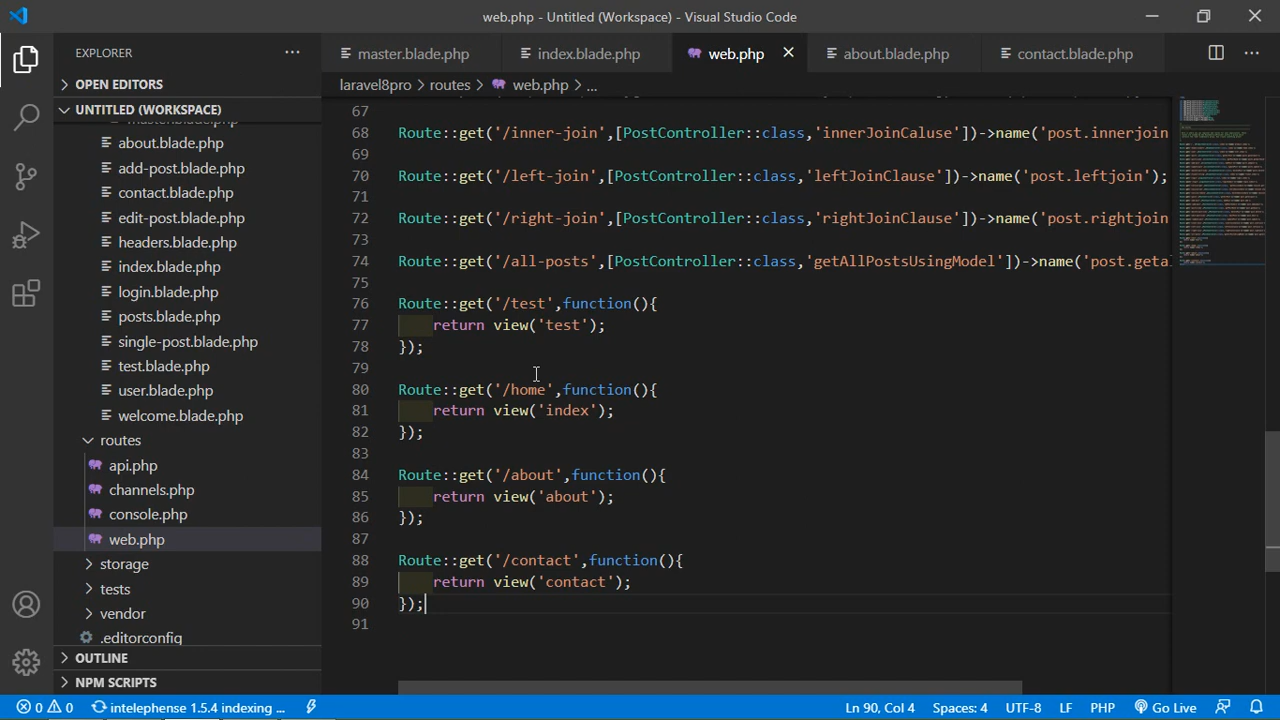 web.php - Untitled (Workspace) - Visual Studio Code
EXPLORER
master.blade.php
index.blade.php
web.php
about.blade.php
contact.blade.php
OPEN EDITORS
UNTITLED (WORKSPACE)
laravel8pro > routes > web.php > ...
about.blade.php
add-post.blade.php
contact.blade.php
edit-post.blade.php
headers.blade.php
index.blade.php
login.blade.php
posts.blade.php
single-post.blade.php
test.blade.php
user.blade.php
welcome.blade.php
routes
api.php
channels.php
console.php
web.php
storage
tests
vendor
.editorconfig
OUTLINE
NPM SCRIPTS
67
68 Route::get('/inner-join',[PostController::class,'innerJoinCaluse'])->name('post.innerjoin
69
70 Route::get('/left-join',[PostController::class,'leftJoinClause'])->name('post.leftjoin');
71
72 Route::get('/right-join',[PostController::class,'rightJoinClause'])->name('post.rightjoin
73
74 Route::get('/all-posts',[PostController::class,'getAllPostsUsingModel'])->name('post.geta
75
76 Route::get('/test',function(){
77     return view('test');
78 });
79
80 Route::get('/home',function(){
81     return view('index');
82 });
83
84 Route::get('/about',function(){
85     return view('about');
86 });
87
88 Route::get('/contact',function(){
89     return view('contact');
90 });
91
0 0 intelephense 1.5.4 indexing ... Ln 90, Col 4 Spaces: 4 UTF-8 LF PHP Go Live